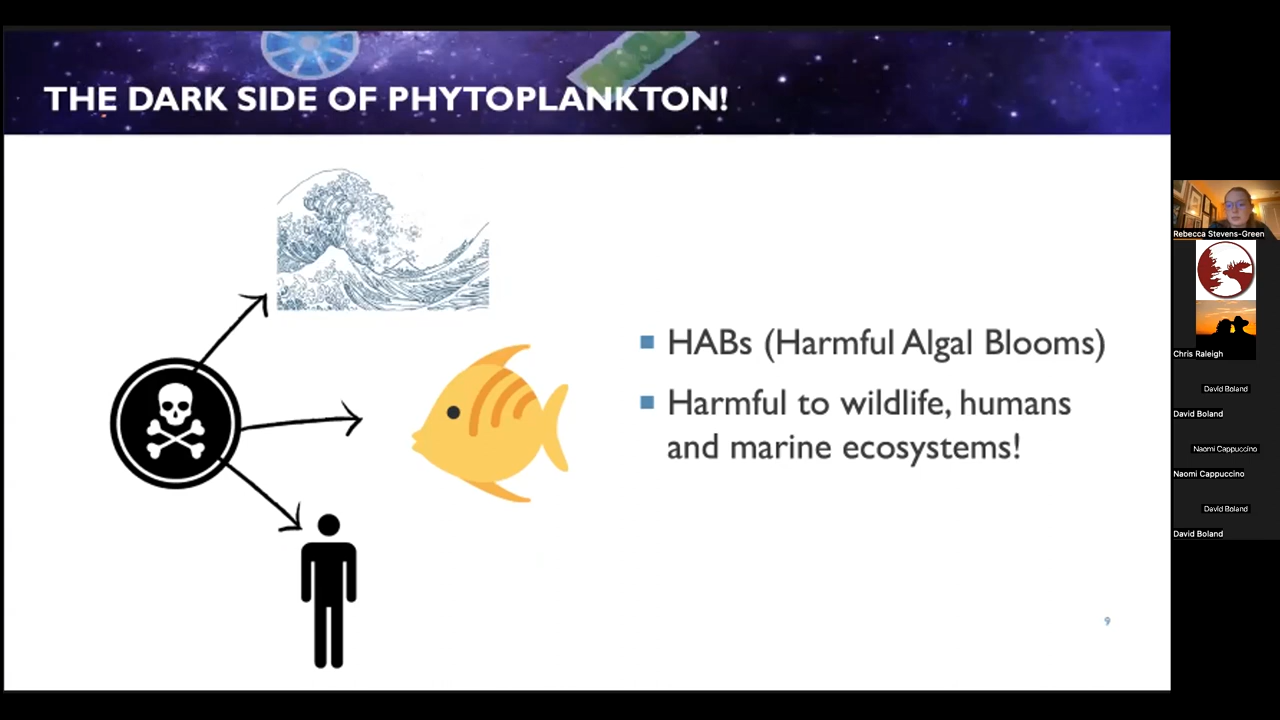 THE DARK SIDE OF PHYTOPLANKTON!
HABs (Harmful Algal Blooms)
Harmful to wildlife, humans
and marine ecosystems!
9
Rebecca Stevens-Green
Chris Raleigh
David Boland
David Boland
Naomi Cappuccino
Naomi Cappuccino
David Boland
David Boland